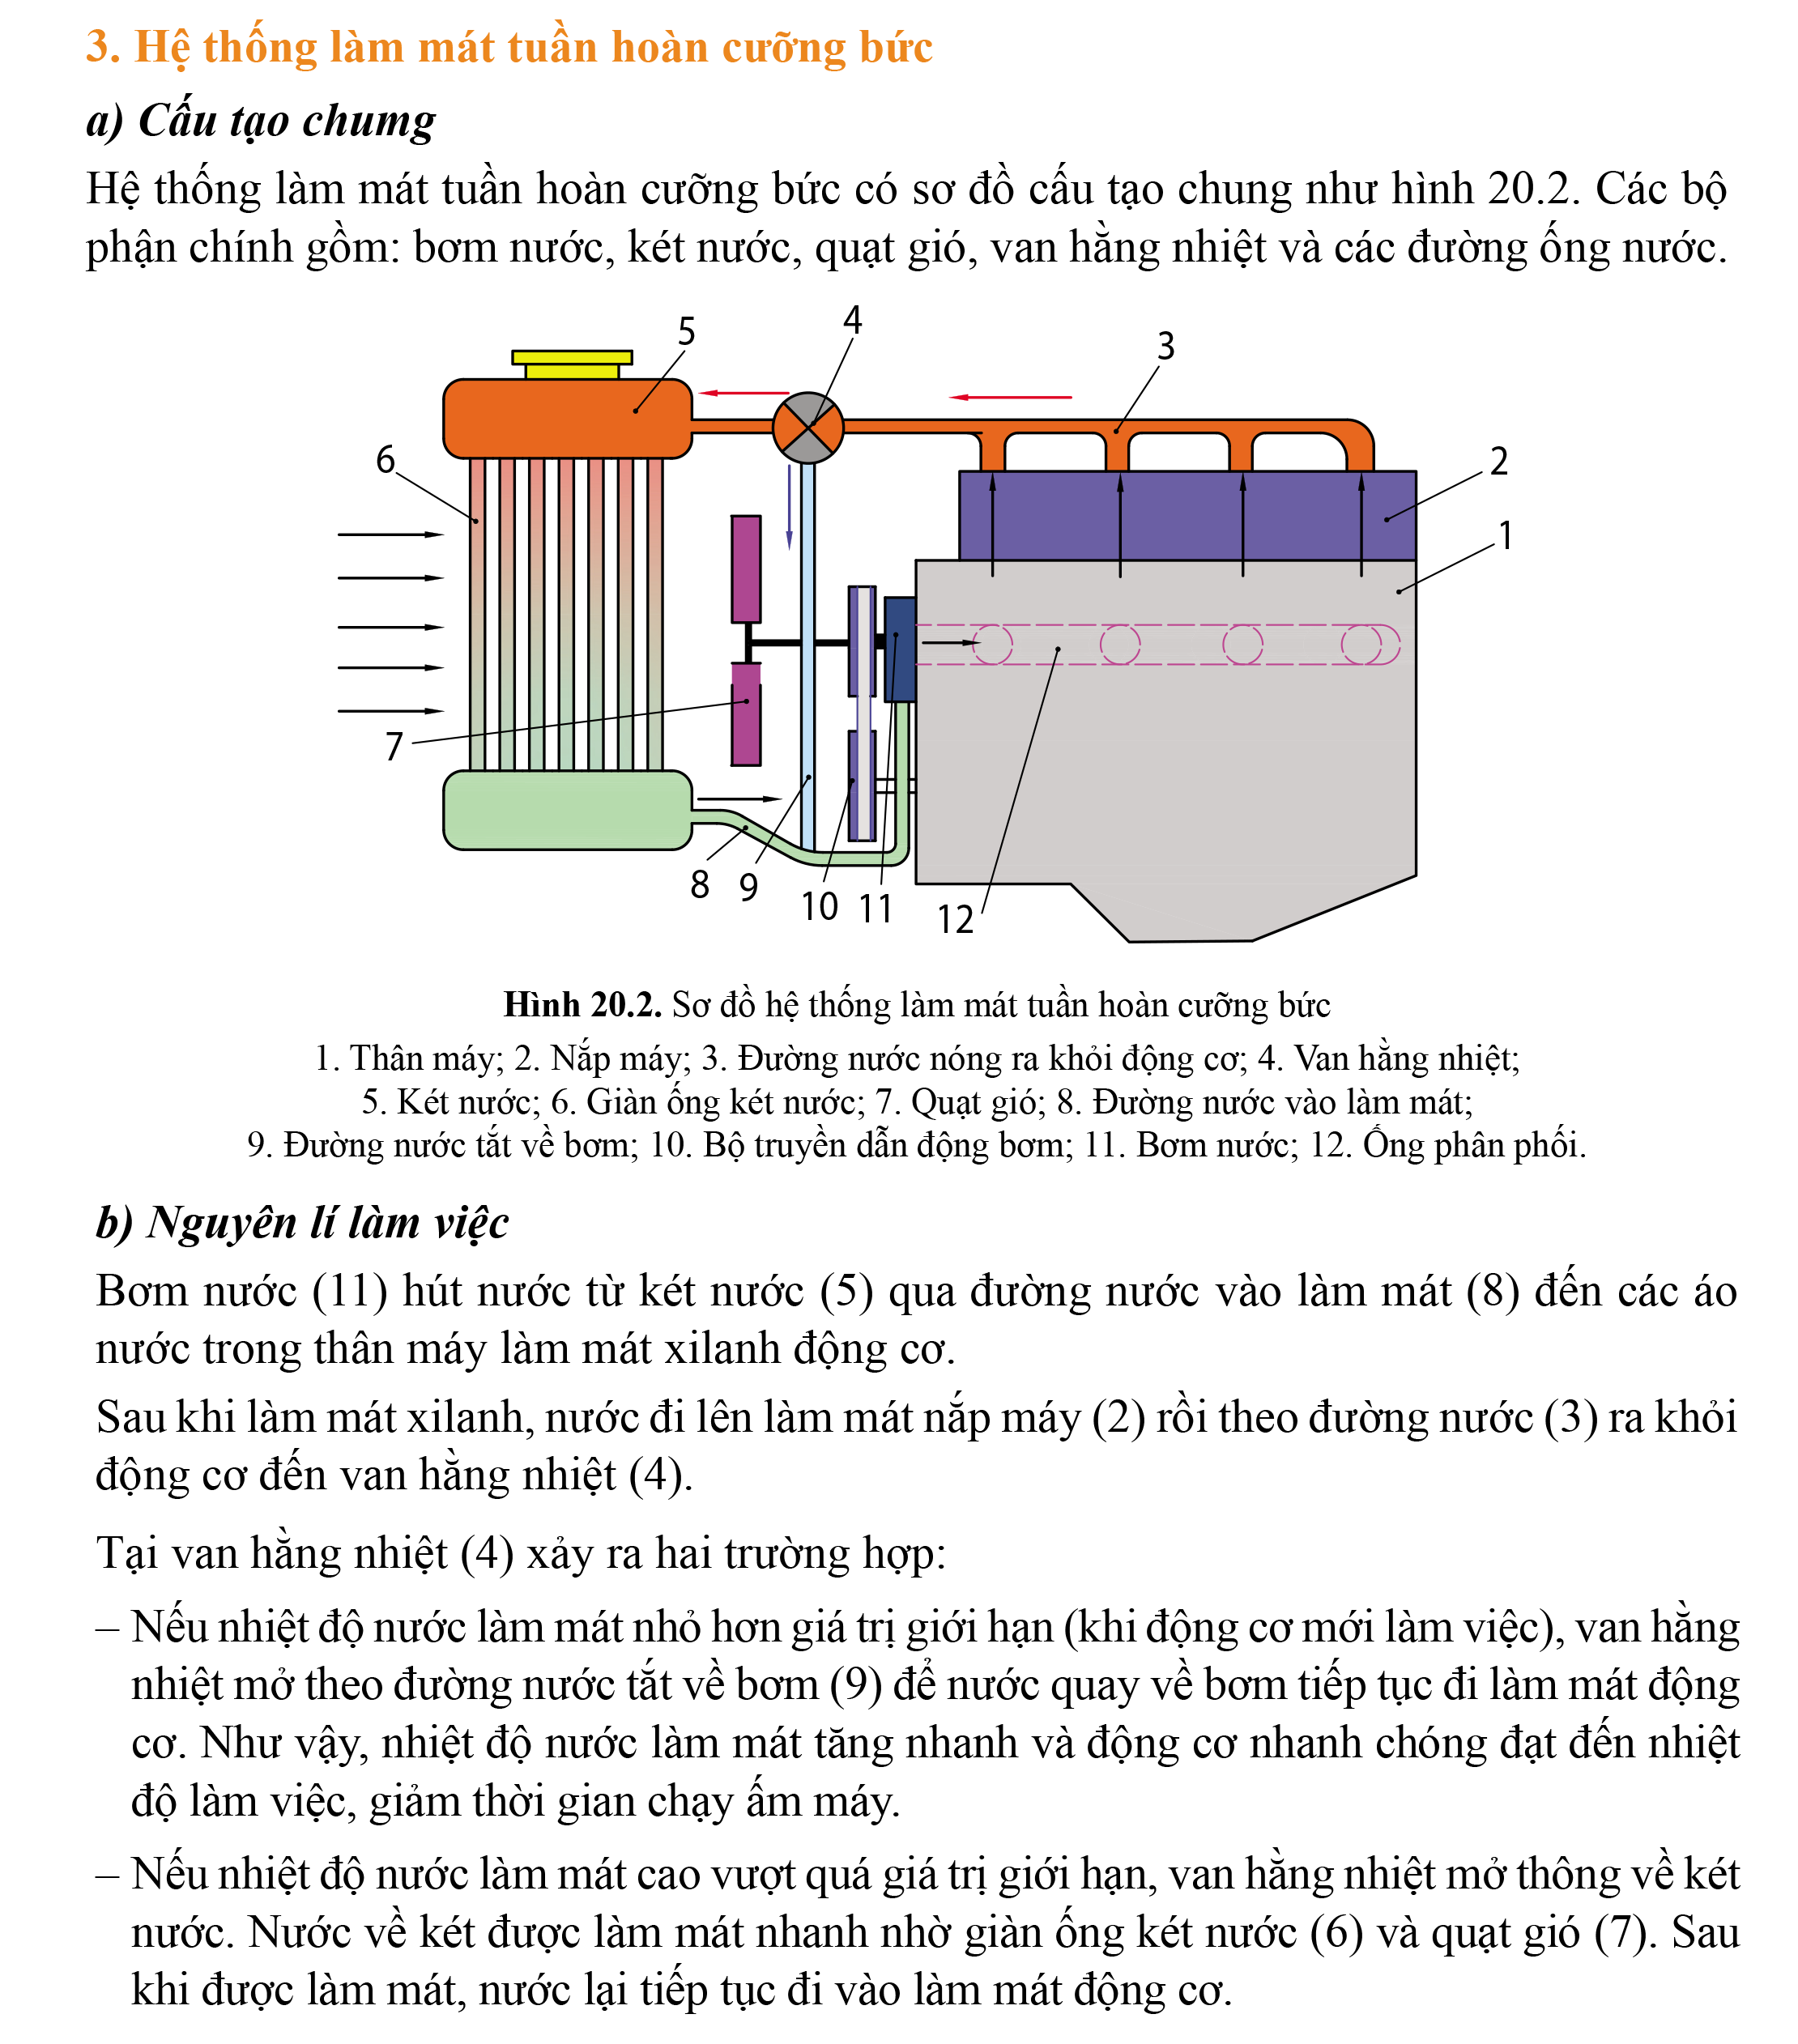 3. Hệ thống làm mát tuần hoàn cưỡng bức
a) Cấu tạo chumg
Hệ thống làm mát tuần hoàn cưỡng bức có sơ đồ cấu tạo chung như hình 20.2. Các bộ
phận chính gồm: bơm nước, két nước, quạt gió, van hằng nhiệt và các đường ống nước.
5
4
3
6
2
1
7
8
9
10
11
12
Hình 20.2. Sơ đồ hệ thống làm mát tuần hoàn cưỡng bức
1. Thân máy; 2. Nắp máy; 3. Đường nước nóng ra khỏi động cơ; 4. Van hằng nhiệt;
5. Két nước; 6. Giàn ống két nước; 7. Quạt gió; 8. Đường nước vào làm mát;
9. Đường nước tắt về bơm; 10. Bộ truyền dẫn động bơm; 11. Bơm nước; 12. Ống phân phối.
b) Nguyên lí làm việc
Bơm nước (11) hút nước từ két nước (5) qua đường nước vào làm mát (8) đến các áo
nước trong thân máy làm mát xilanh động cơ.
Sau khi làm mát xilanh, nước đi lên làm mát nắp máy (2) rồi theo đường nước (3) ra khỏi
động cơ đến van hằng nhiệt (4).
Tại van hằng nhiệt (4) xảy ra hai trường hợp:
– Nếu nhiệt độ nước làm mát nhỏ hơn giá trị giới hạn (khi động cơ mới làm việc), van hằng
nhiệt mở theo đường nước tắt về bơm (9) để nước quay về bơm tiếp tục đi làm mát động
cơ. Như vậy, nhiệt độ nước làm mát tăng nhanh và động cơ nhanh chóng đạt đến nhiệt
độ làm việc, giảm thời gian chạy ấm máy.
– Nếu nhiệt độ nước làm mát cao vượt quá giá trị giới hạn, van hằng nhiệt mở thông về két
nước. Nước về két được làm mát nhanh nhờ giàn ống két nước (6) và quạt gió (7). Sau
khi được làm mát, nước lại tiếp tục đi vào làm mát động cơ.